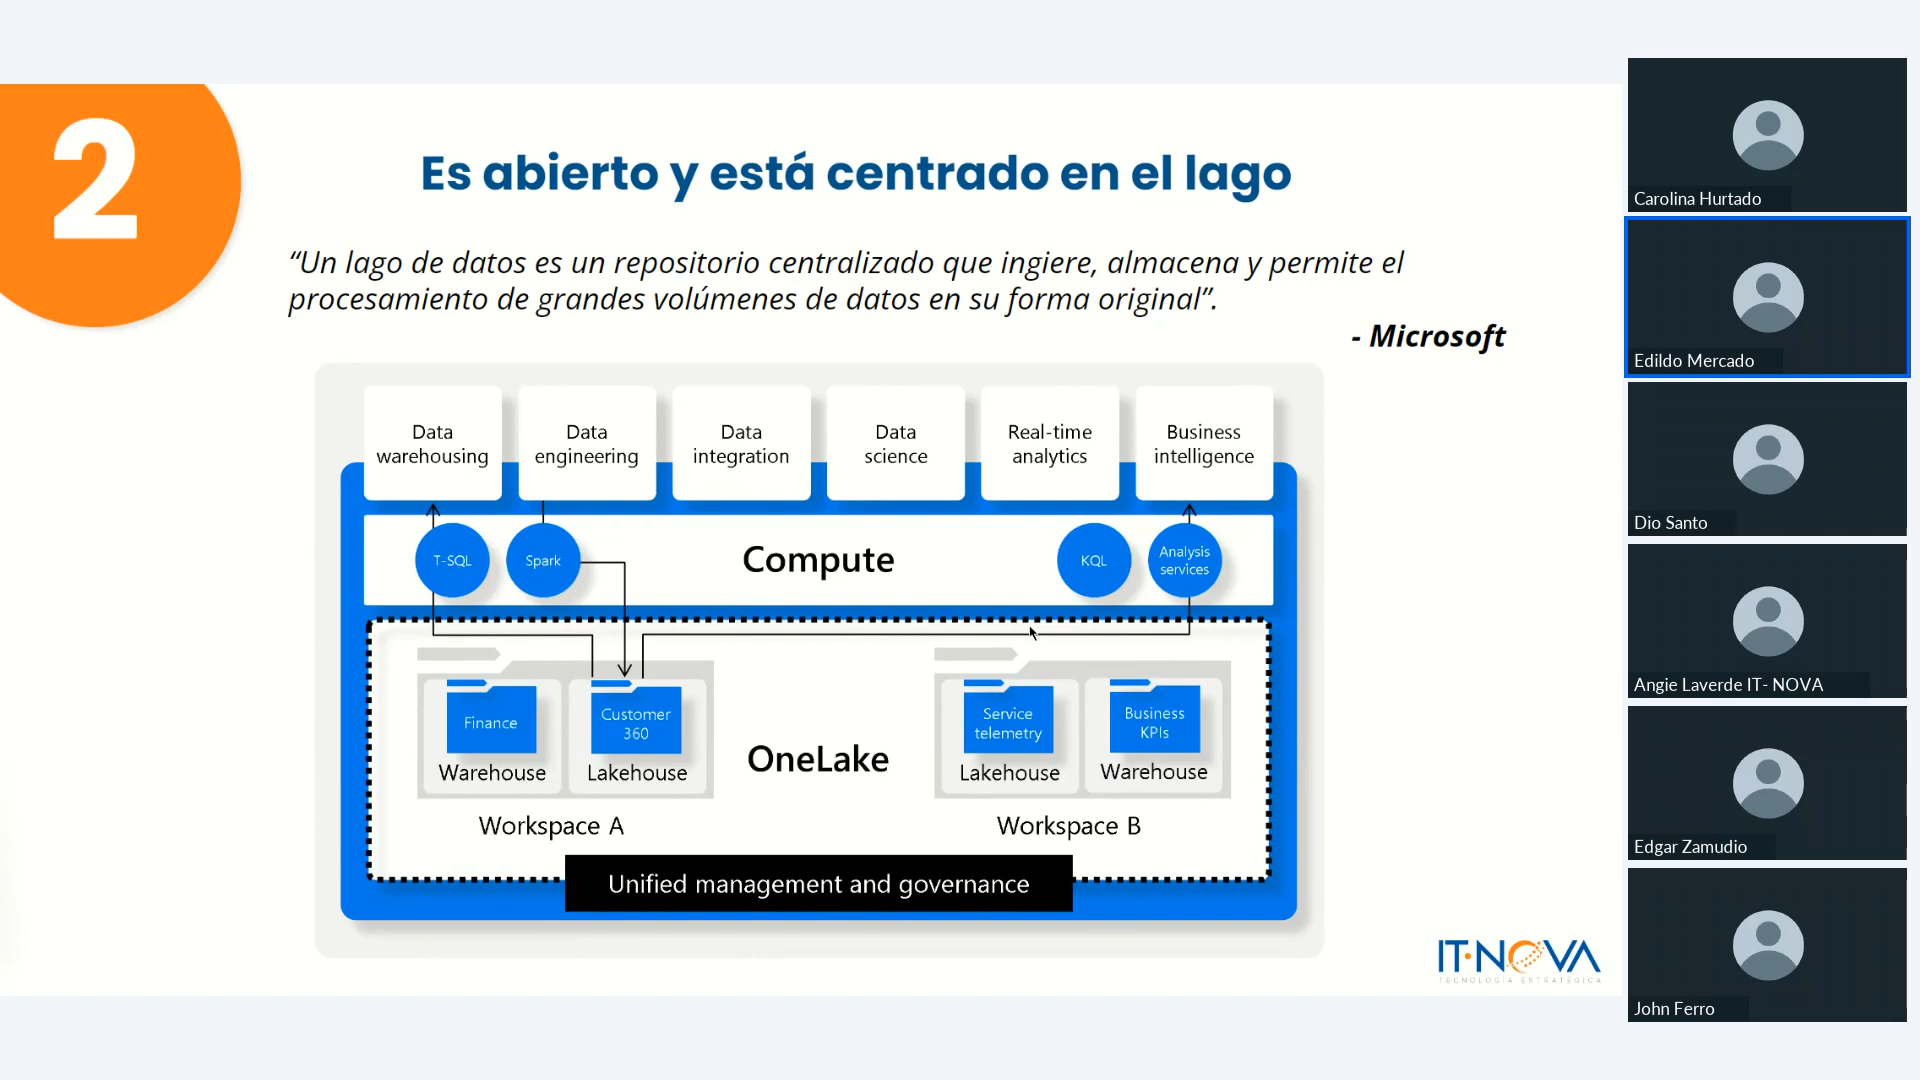 2
Es abierto y está centrado en el lago
“Un lago de datos es un repositorio centralizado que ingiere, almacena y permite el
procesamiento de grandes volúmenes de datos en su forma original”.
- Microsoft
Data
warehousing
Data
engineering
Data
integration
Data
science
Real-time
analytics
Business
intelligence
T-SQL
Spark
Compute
KQL
Analysis
services
Finance
Warehouse
Customer
360
Lakehouse
Workspace A
OneLake
Service
telemetry
Lakehouse
Business
KPIs
Warehouse
Workspace B
Unified management and governance
IT·NOVA
TECNOLOGÍA ESTRATÉGICA
Carolina Hurtado
Edildo Mercado
Dio Santo
Angie Laverde IT- NOVA
Edgar Zamudio
John Ferro